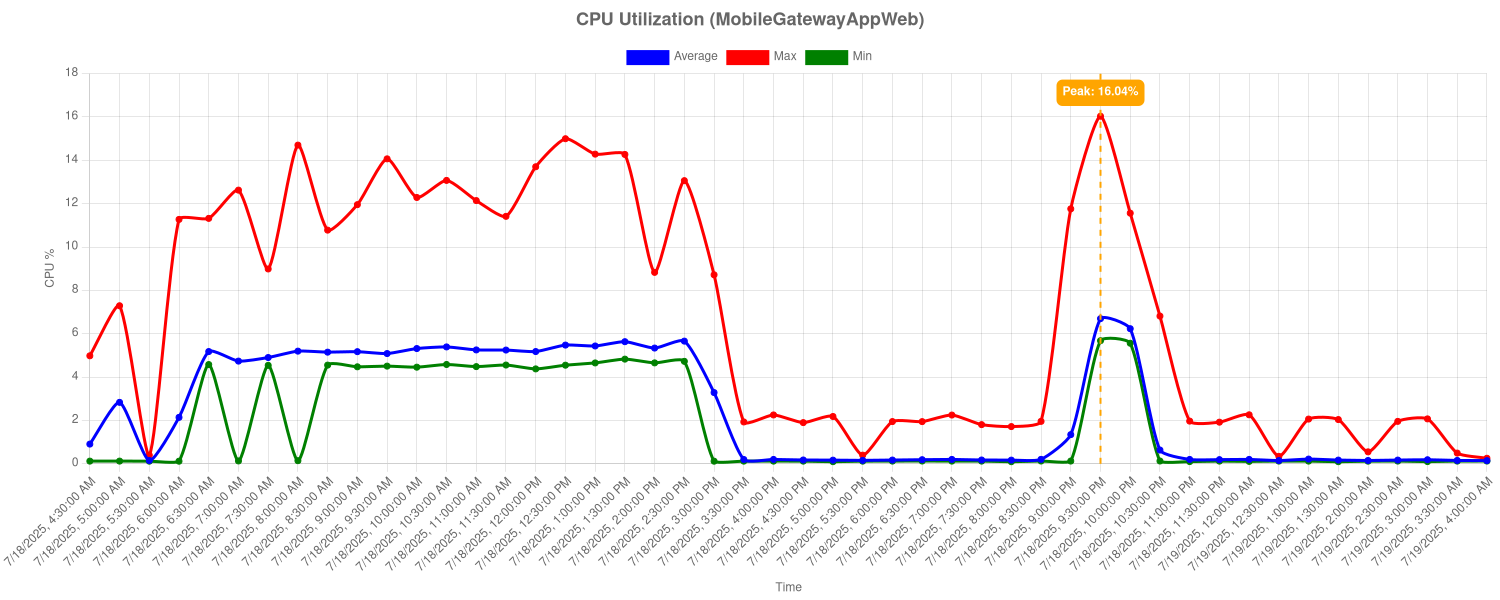 CPU Utilization (MobileGatewayAppWeb)
Average Max Min
18
16
14
12
10
8
6
4
2
0
CPU %
Peak: 16.04%
7/18/2025, 4:30:00 AM
7/18/2025, 5:00:00 AM
7/18/2025, 5:30:00 AM
7/18/2025, 6:00:00 AM
7/18/2025, 6:30:00 AM
7/18/2025, 7:00:00 AM
7/18/2025, 7:30:00 AM
7/18/2025, 8:00:00 AM
7/18/2025, 8:30:00 AM
7/18/2025, 9:00:00 AM
7/18/2025, 9:30:00 AM
7/18/2025, 10:00:00 AM
7/18/2025, 10:30:00 AM
7/18/2025, 11:00:00 AM
7/18/2025, 11:30:00 AM
7/18/2025, 12:00:00 PM
7/18/2025, 12:30:00 PM
7/18/2025, 1:00:00 PM
7/18/2025, 1:30:00 PM
7/18/2025, 2:00:00 PM
7/18/2025, 2:30:00 PM
7/18/2025, 3:00:00 PM
7/18/2025, 3:30:00 PM
7/18/2025, 4:00:00 PM
7/18/2025, 4:30:00 PM
7/18/2025, 5:00:00 PM
7/18/2025, 5:30:00 PM
7/18/2025, 6:00:00 PM
7/18/2025, 6:30:00 PM
7/18/2025, 7:00:00 PM
7/18/2025, 7:30:00 PM
7/18/2025, 8:00:00 PM
7/18/2025, 8:30:00 PM
7/18/2025, 9:00:00 PM
7/18/2025, 9:30:00 PM
7/18/2025, 10:00:00 PM
7/18/2025, 10:30:00 PM
7/18/2025, 11:00:00 PM
7/18/2025, 11:30:00 PM
7/19/2025, 12:00:00 AM
7/19/2025, 12:30:00 AM
7/19/2025, 1:00:00 AM
7/19/2025, 1:30:00 AM
7/19/2025, 2:00:00 AM
7/19/2025, 2:30:00 AM
7/19/2025, 3:00:00 AM
7/19/2025, 3:30:00 AM
7/19/2025, 4:00:00 AM
Time